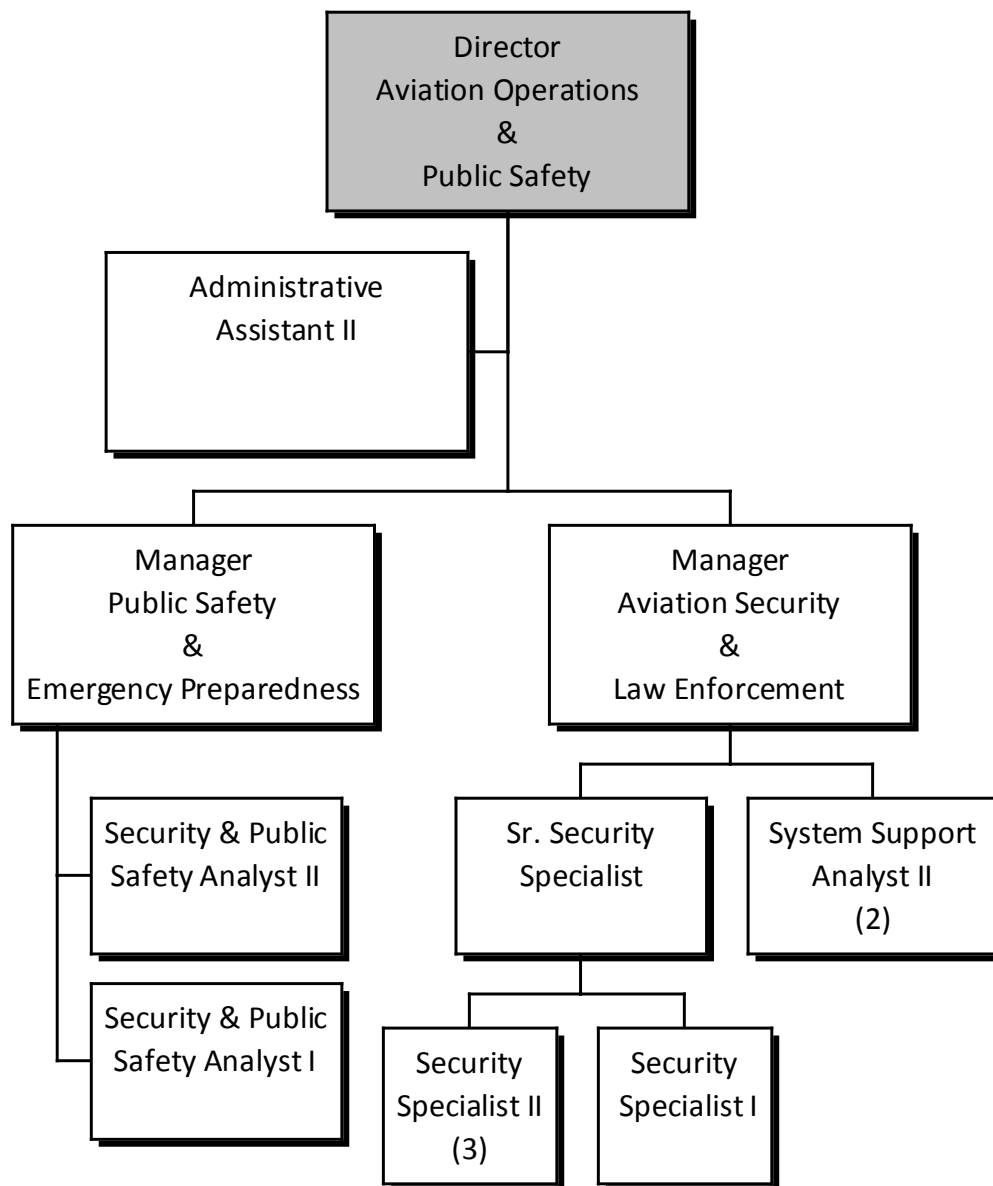 Director
Aviation Operations
&
Public Safety
Administrative
Assistant II
Manager
Public Safety
&
Emergency Preparedness
Manager
Aviation Security
&
Law Enforcement
Security & Public
Safety Analyst II
Security & Public
Safety Analyst I
Sr. Security
Specialist
System Support
Analyst II
(2)
Security
Specialist II
(3)
Security
Specialist I